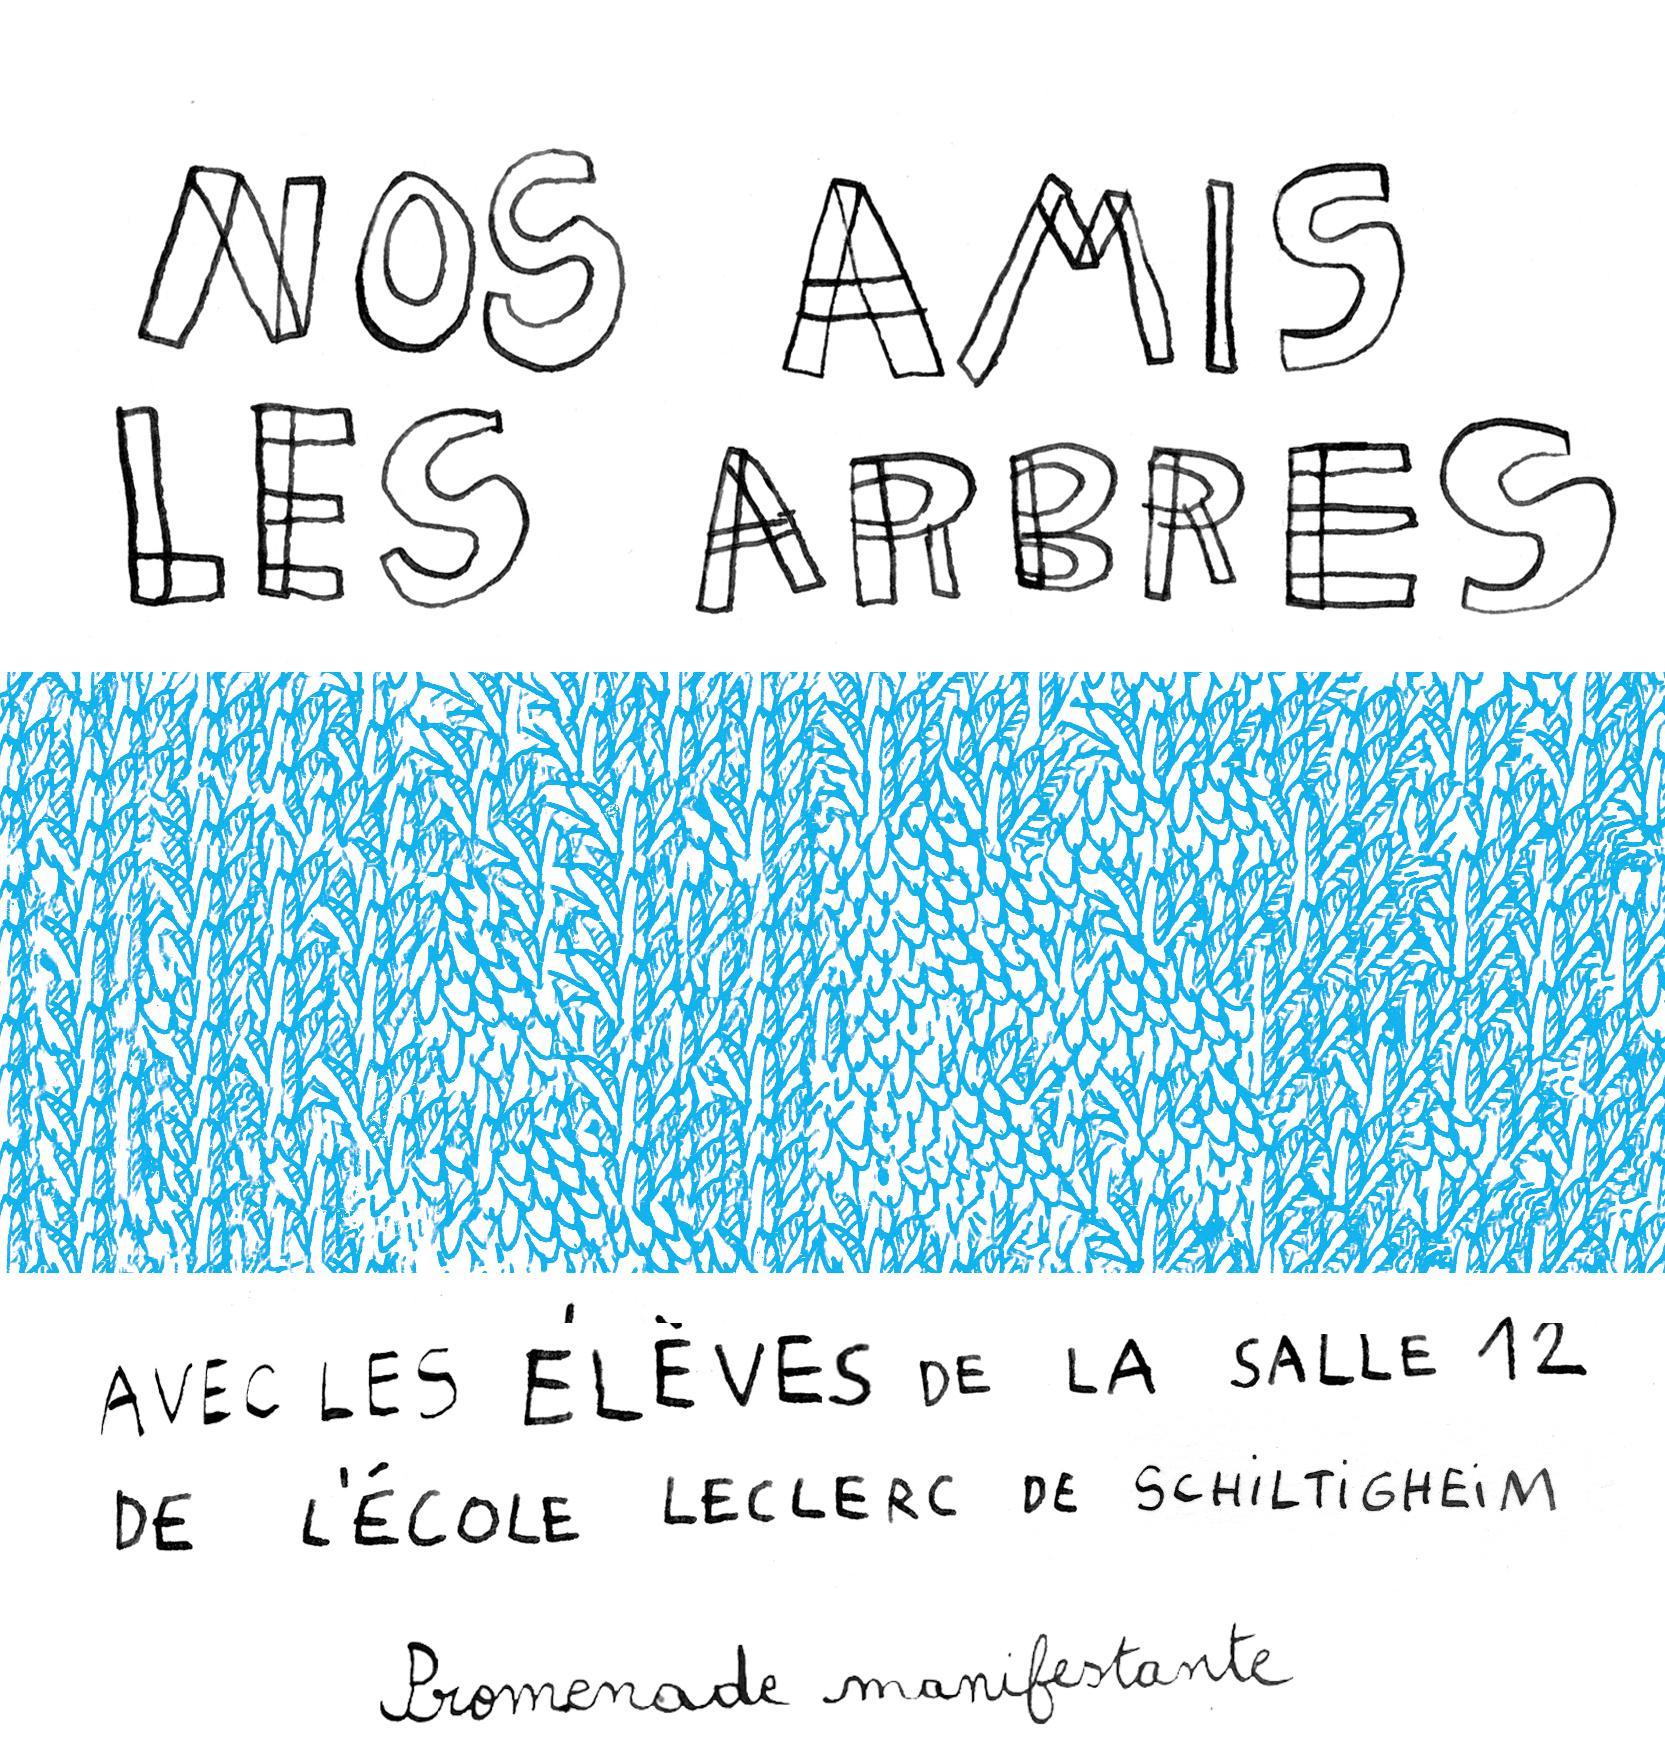 NOS AMIS
LES ARBRES
AVEC LES ÉLÈVES DE LA SALLE 12
DE L'ÉCOLE LECLERC DE SCHILTIGHEIM
Promenade manifestante